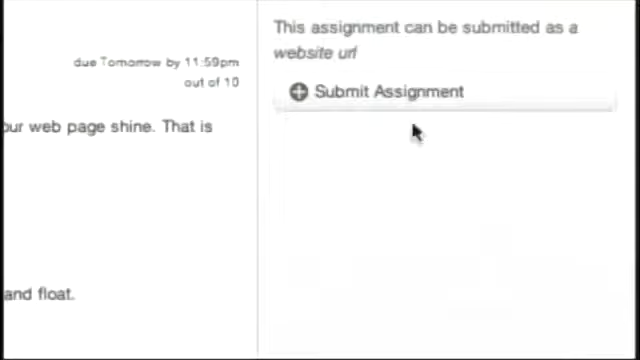 This assignment can be submitted as a
website url
due Tomorrow by 11:59pm
out of 10
Submit Assignment
our web page shine. That is
and float.